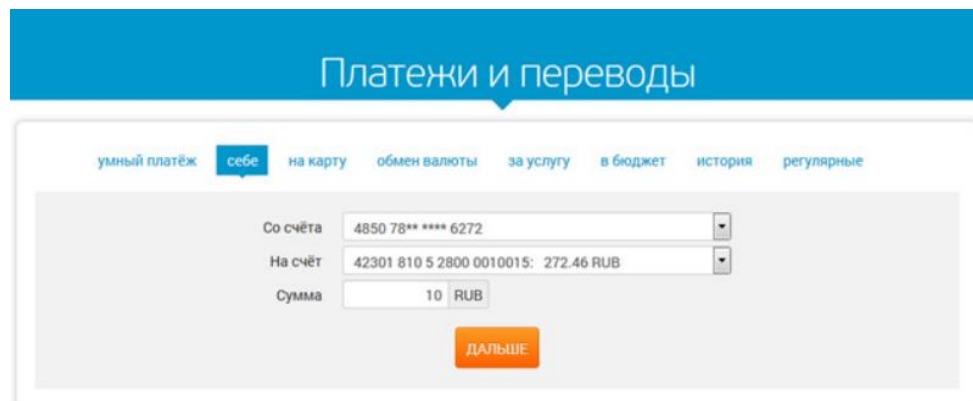 Платежи и переводы
умный платёж себе на карту обмен валюты за услугу в бюджет история регулярные
Со счёта 4850 78** **** 6272
На счёт 42301 810 5 2800 0010015: 272.46 RUB
Сумма 10 RUB
ДАЛЬШЕ